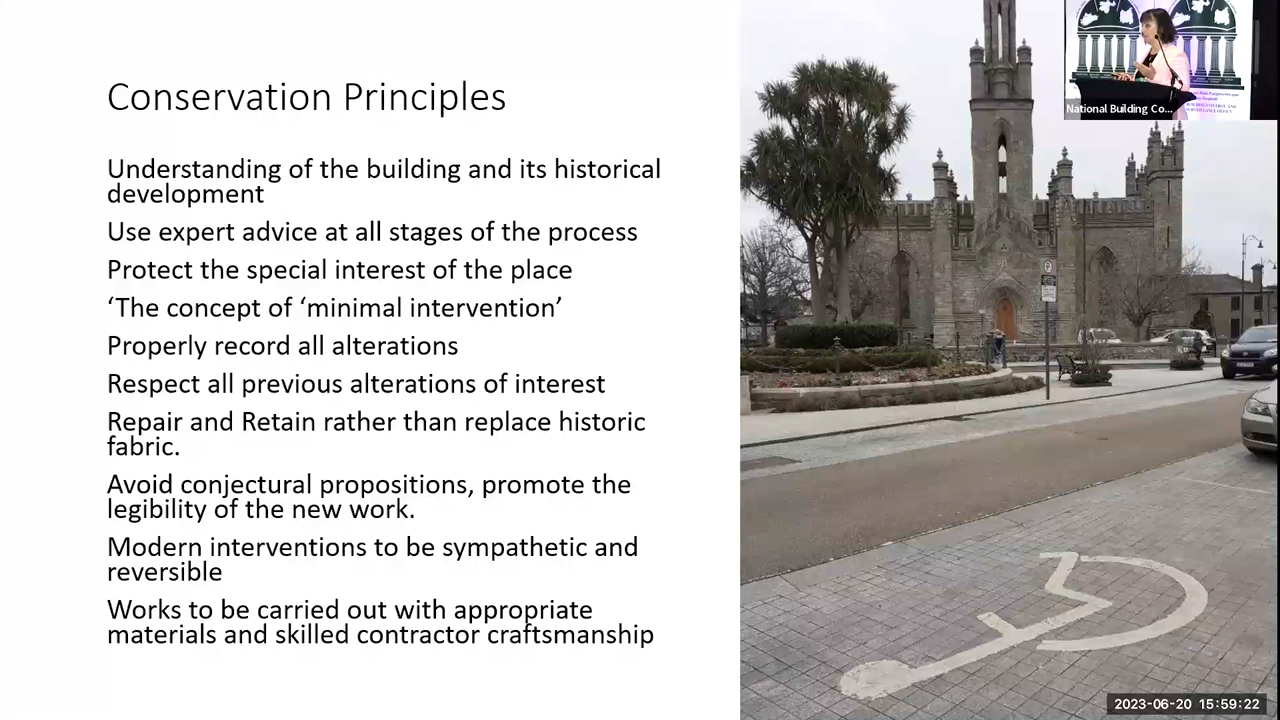 Conservation Principles
Understanding of the building and its historical
development
Use expert advice at all stages of the process
Protect the special interest of the place
‘The concept of ‘minimal intervention’
Properly record all alterations
Respect all previous alterations of interest
Repair and Retain rather than replace historic
fabric.
Avoid conjectural propositions, promote the
legibility of the new work.
Modern interventions to be sympathetic and
reversible
Works to be carried out with appropriate
materials and skilled contractor craftsmanship
National Building Co...
2023-06-20 15:59:22